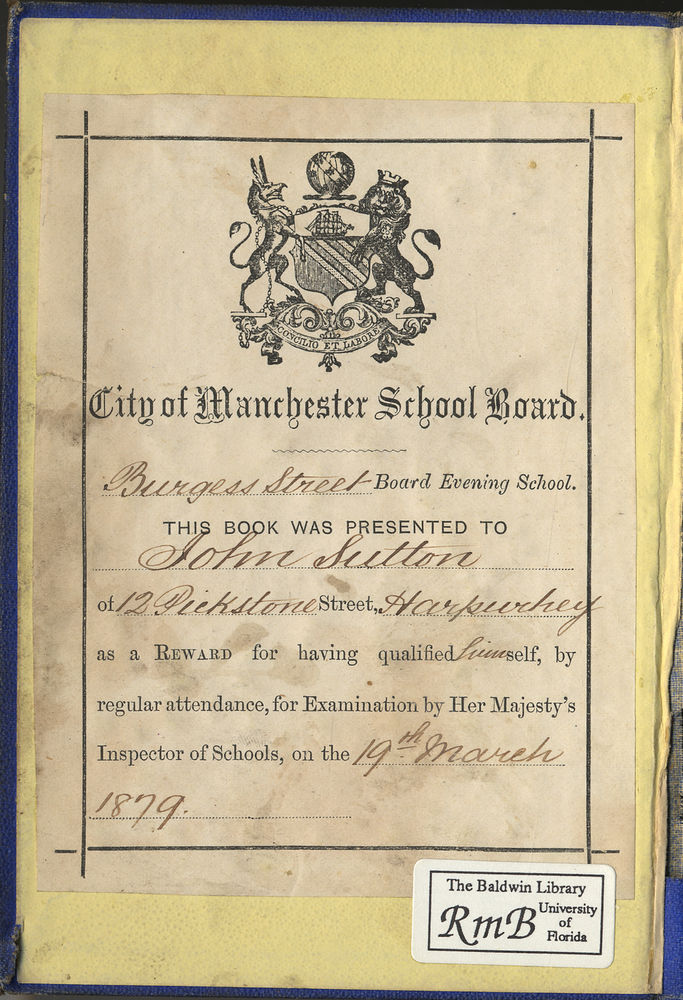 CONCILIO ET LABORE
City of Manchester School Board.
Burgess Street Board Evening School.
THIS BOOK WAS PRESENTED TO
John Sutton
of 12 Pickstone Street, Harpurhey
as a REWARD for having qualified himself, by
regular attendance, for Examination by Her Majesty's
Inspector of Schools, on the 19th March
1879.
The Baldwin Library
RmB University
of
Florida